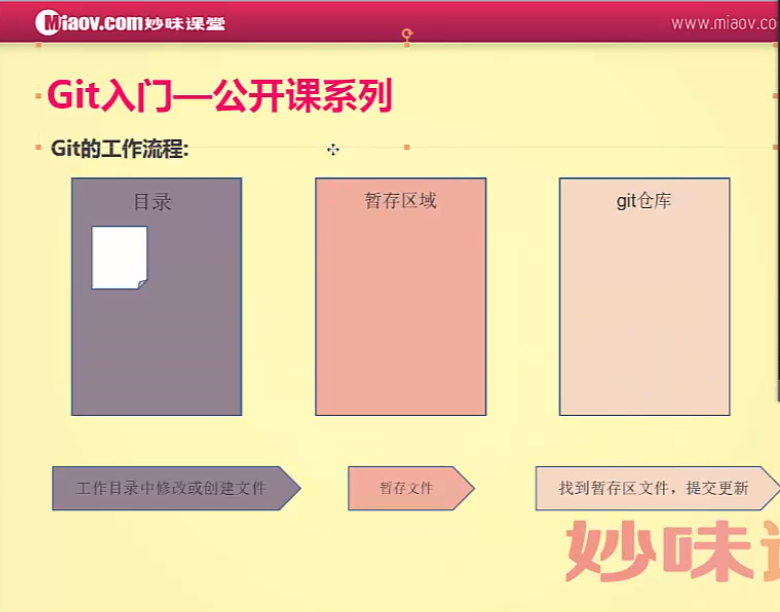 Miaov.com妙味课堂
www.miaov.co
Git入门—公开课系列
Git的工作流程:
目录
暂存区域
git仓库
工作目录中修改或创建文件
暂存文件
找到暂存区文件，提交更新
妙味